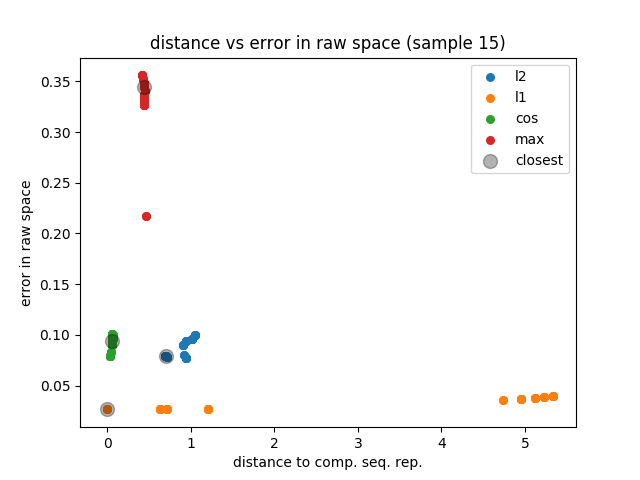 distance vs error in raw space (sample 15)
error in raw space
0.35
0.30
0.25
0.20
0.15
0.10
0.05
l2
l1
cos
max
closest
0
1
2
3
4
5
distance to comp. seq. rep.